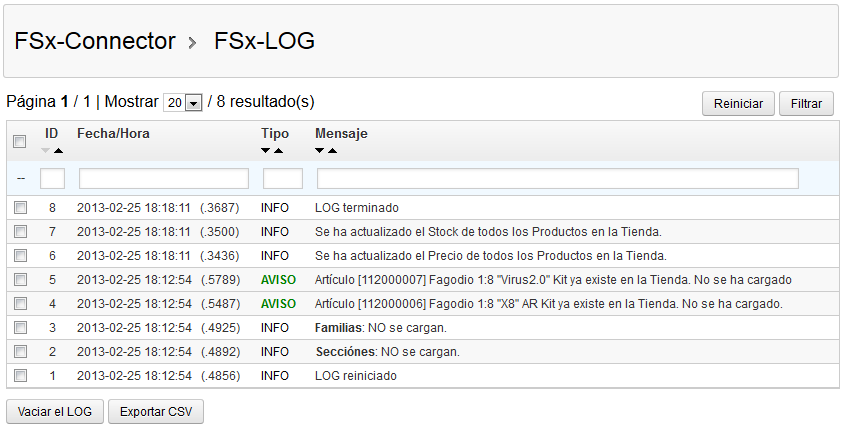 FSx-Connector > FSx-LOG
Página 1 / 1 | Mostrar 20 / 8 resultado(s)
Reiniciar Filtrar
ID Fecha/Hora Tipo Mensaje
--
8 2013-02-25 18:18:11 (.3687) INFO LOG terminado
7 2013-02-25 18:18:11 (.3500) INFO Se ha actualizado el Stock de todos los Productos en la Tienda.
6 2013-02-25 18:18:11 (.3436) INFO Se ha actualizado el Precio de todos los Productos en la Tienda.
5 2013-02-25 18:12:54 (.5789) AVISO Artículo [112000007] Fagodio 1:8 "Virus2.0" Kit ya existe en la Tienda. No se ha cargado
4 2013-02-25 18:12:54 (.5487) AVISO Artículo [112000006] Fagodio 1:8 "X8" AR Kit ya existe en la Tienda. No se ha cargado.
3 2013-02-25 18:12:54 (.4925) INFO Familias: NO se cargan.
2 2013-02-25 18:12:54 (.4892) INFO Secciónes: NO se cargan.
1 2013-02-25 18:12:54 (.4856) INFO LOG reiniciado
Vaciar el LOG Exportar CSV